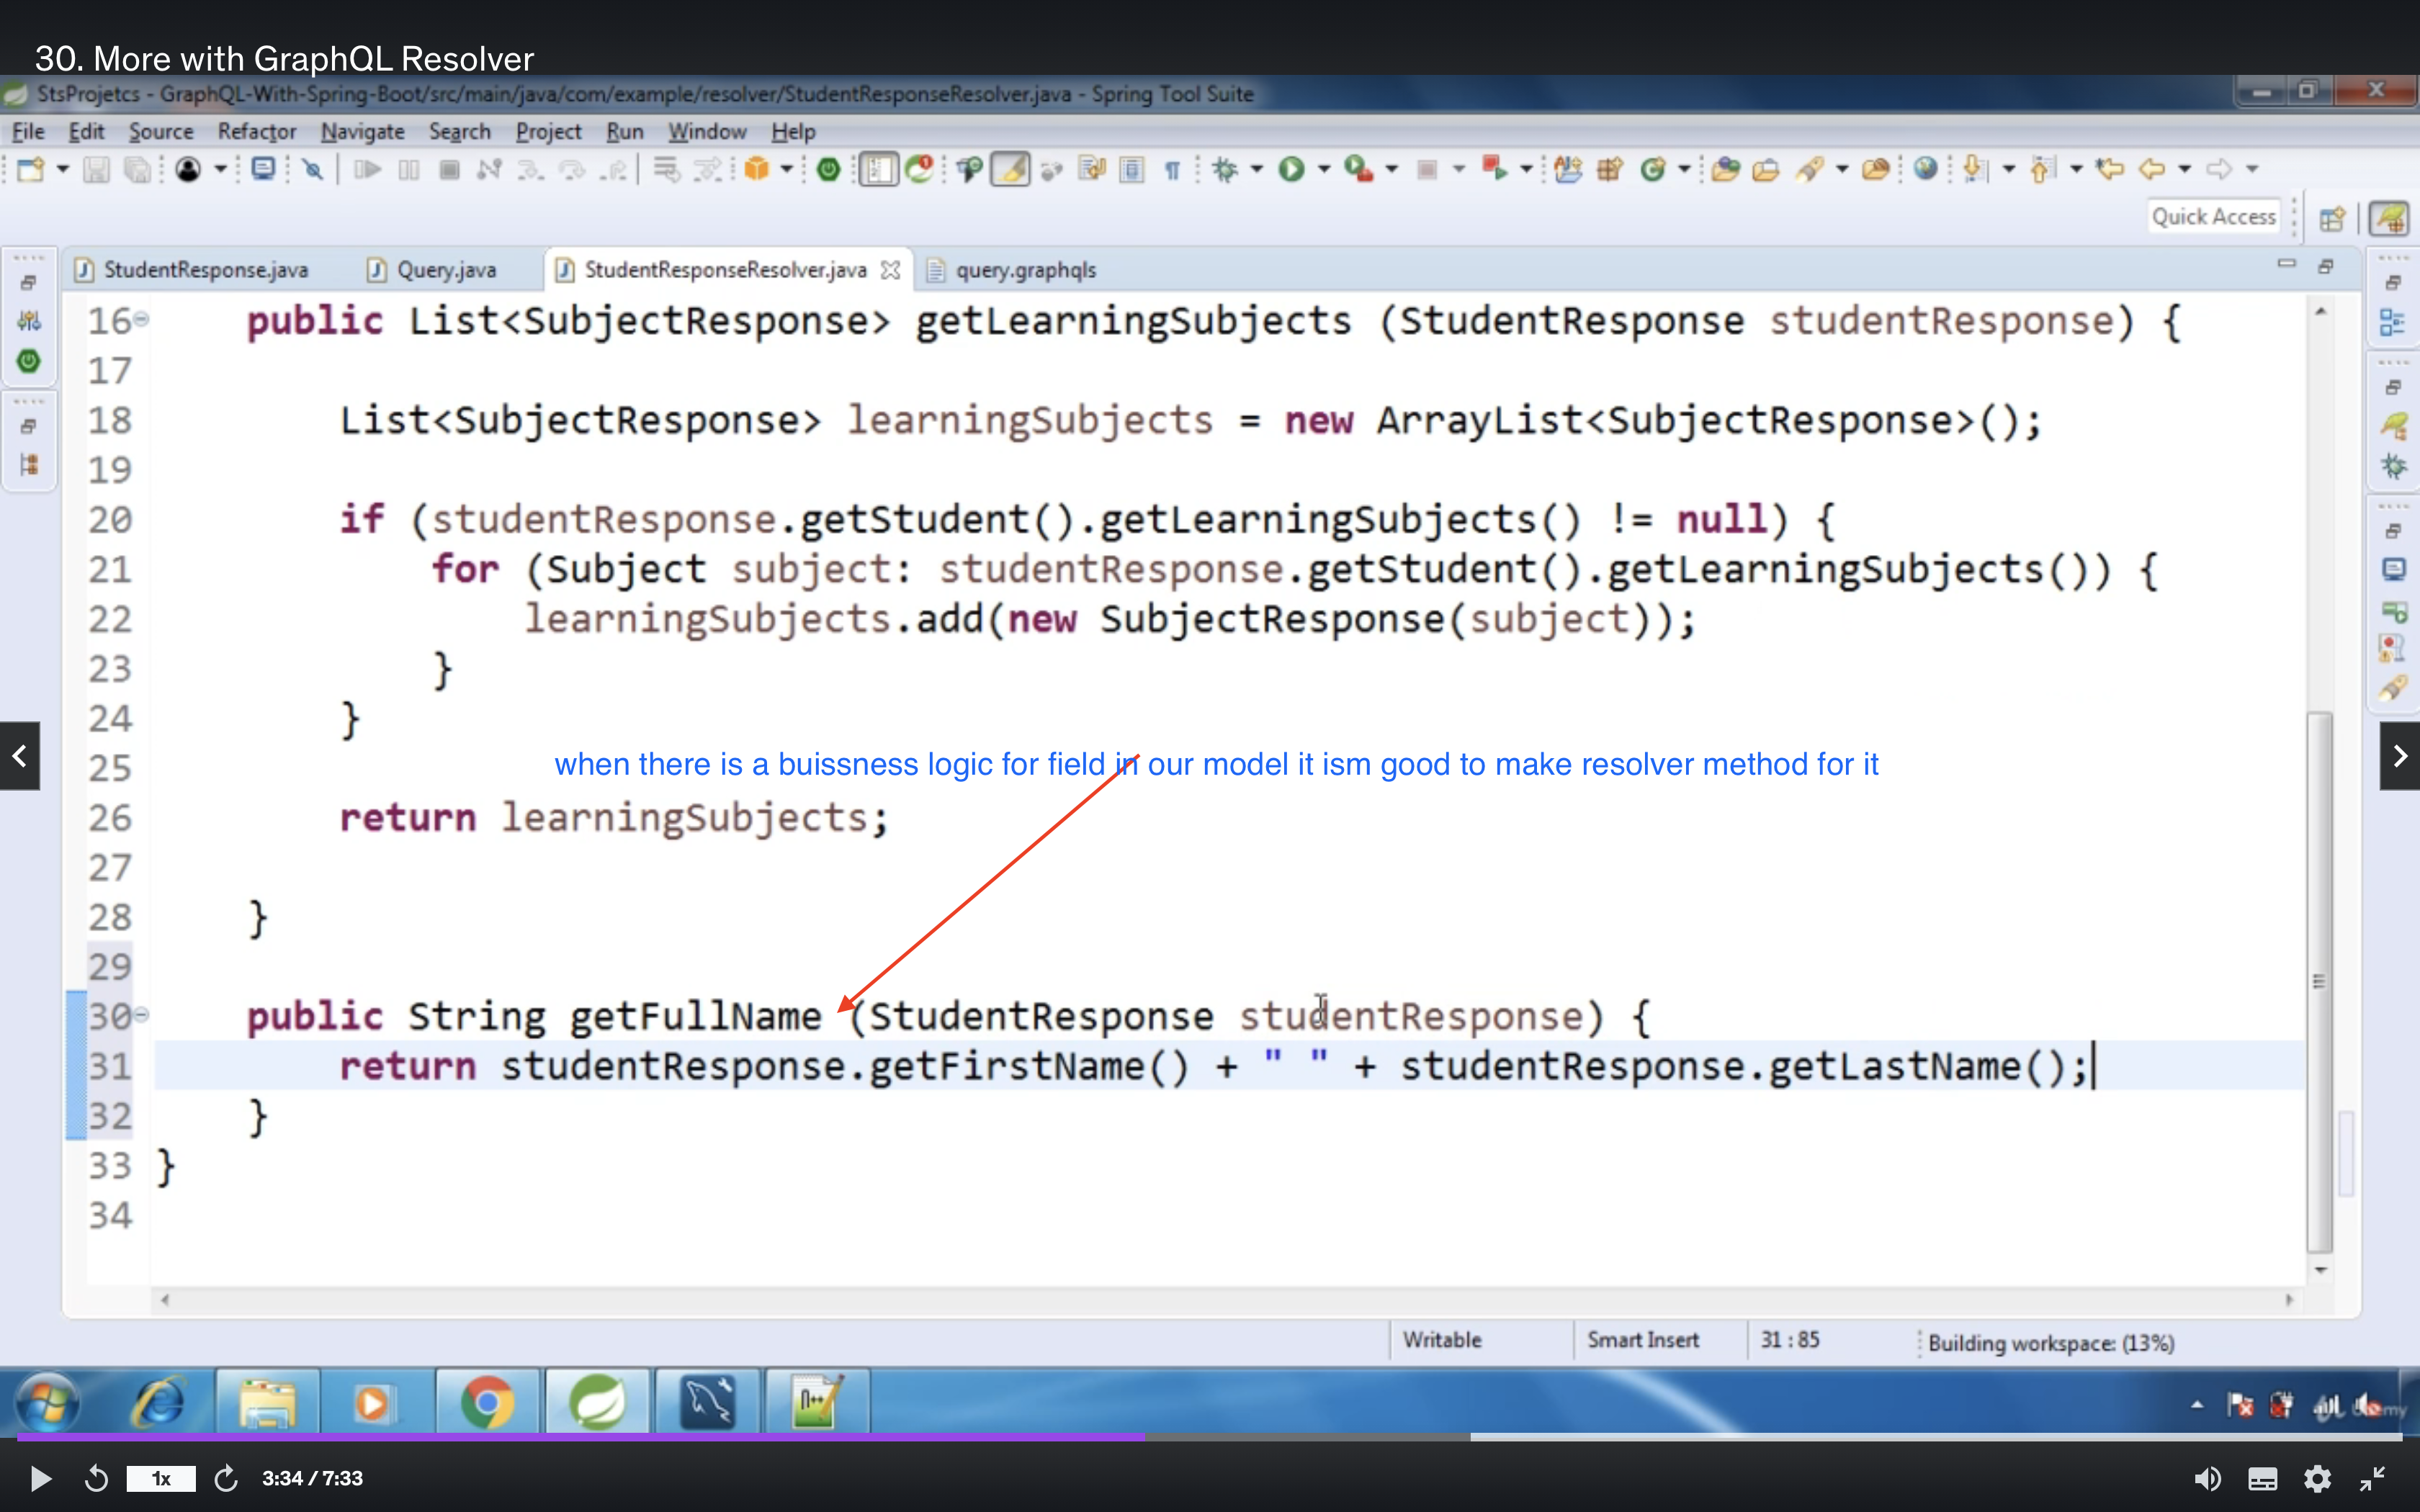 30. More with GraphQL Resolver
StsProjetcs - GraphQL-With-Spring-Boot/src/main/java/com/example/resolver/StudentResponseResolver.java - Spring Tool Suite
File Edit Source Refactor Navigate Search Project Run Window Help
Quick Access
StudentResponse.java Query.java StudentResponseResolver.java query.graphqls
16 public List<SubjectResponse> getLearningSubjects (StudentResponse studentResponse) {
17
18 List<SubjectResponse> learningSubjects = new ArrayList<SubjectResponse>();
19
20 if (studentResponse.getStudent().getLearningSubjects() != null) {
21 for (Subject subject: studentResponse.getStudent().getLearningSubjects()) {
22 learningSubjects.add(new SubjectResponse(subject));
23 }
24 }
25 when there is a buissness logic for field in our model it ism good to make resolver method for it
26 return learningSubjects;
27
28 }
29
30 public String getFullName (StudentResponse studentResponse) {
31 return studentResponse.getFirstName() + " " + studentResponse.getLastName();
32 }
33 }
34
Writable Smart Insert 31 : 85 Building workspace: (13%)
1x 3:34 / 7:33